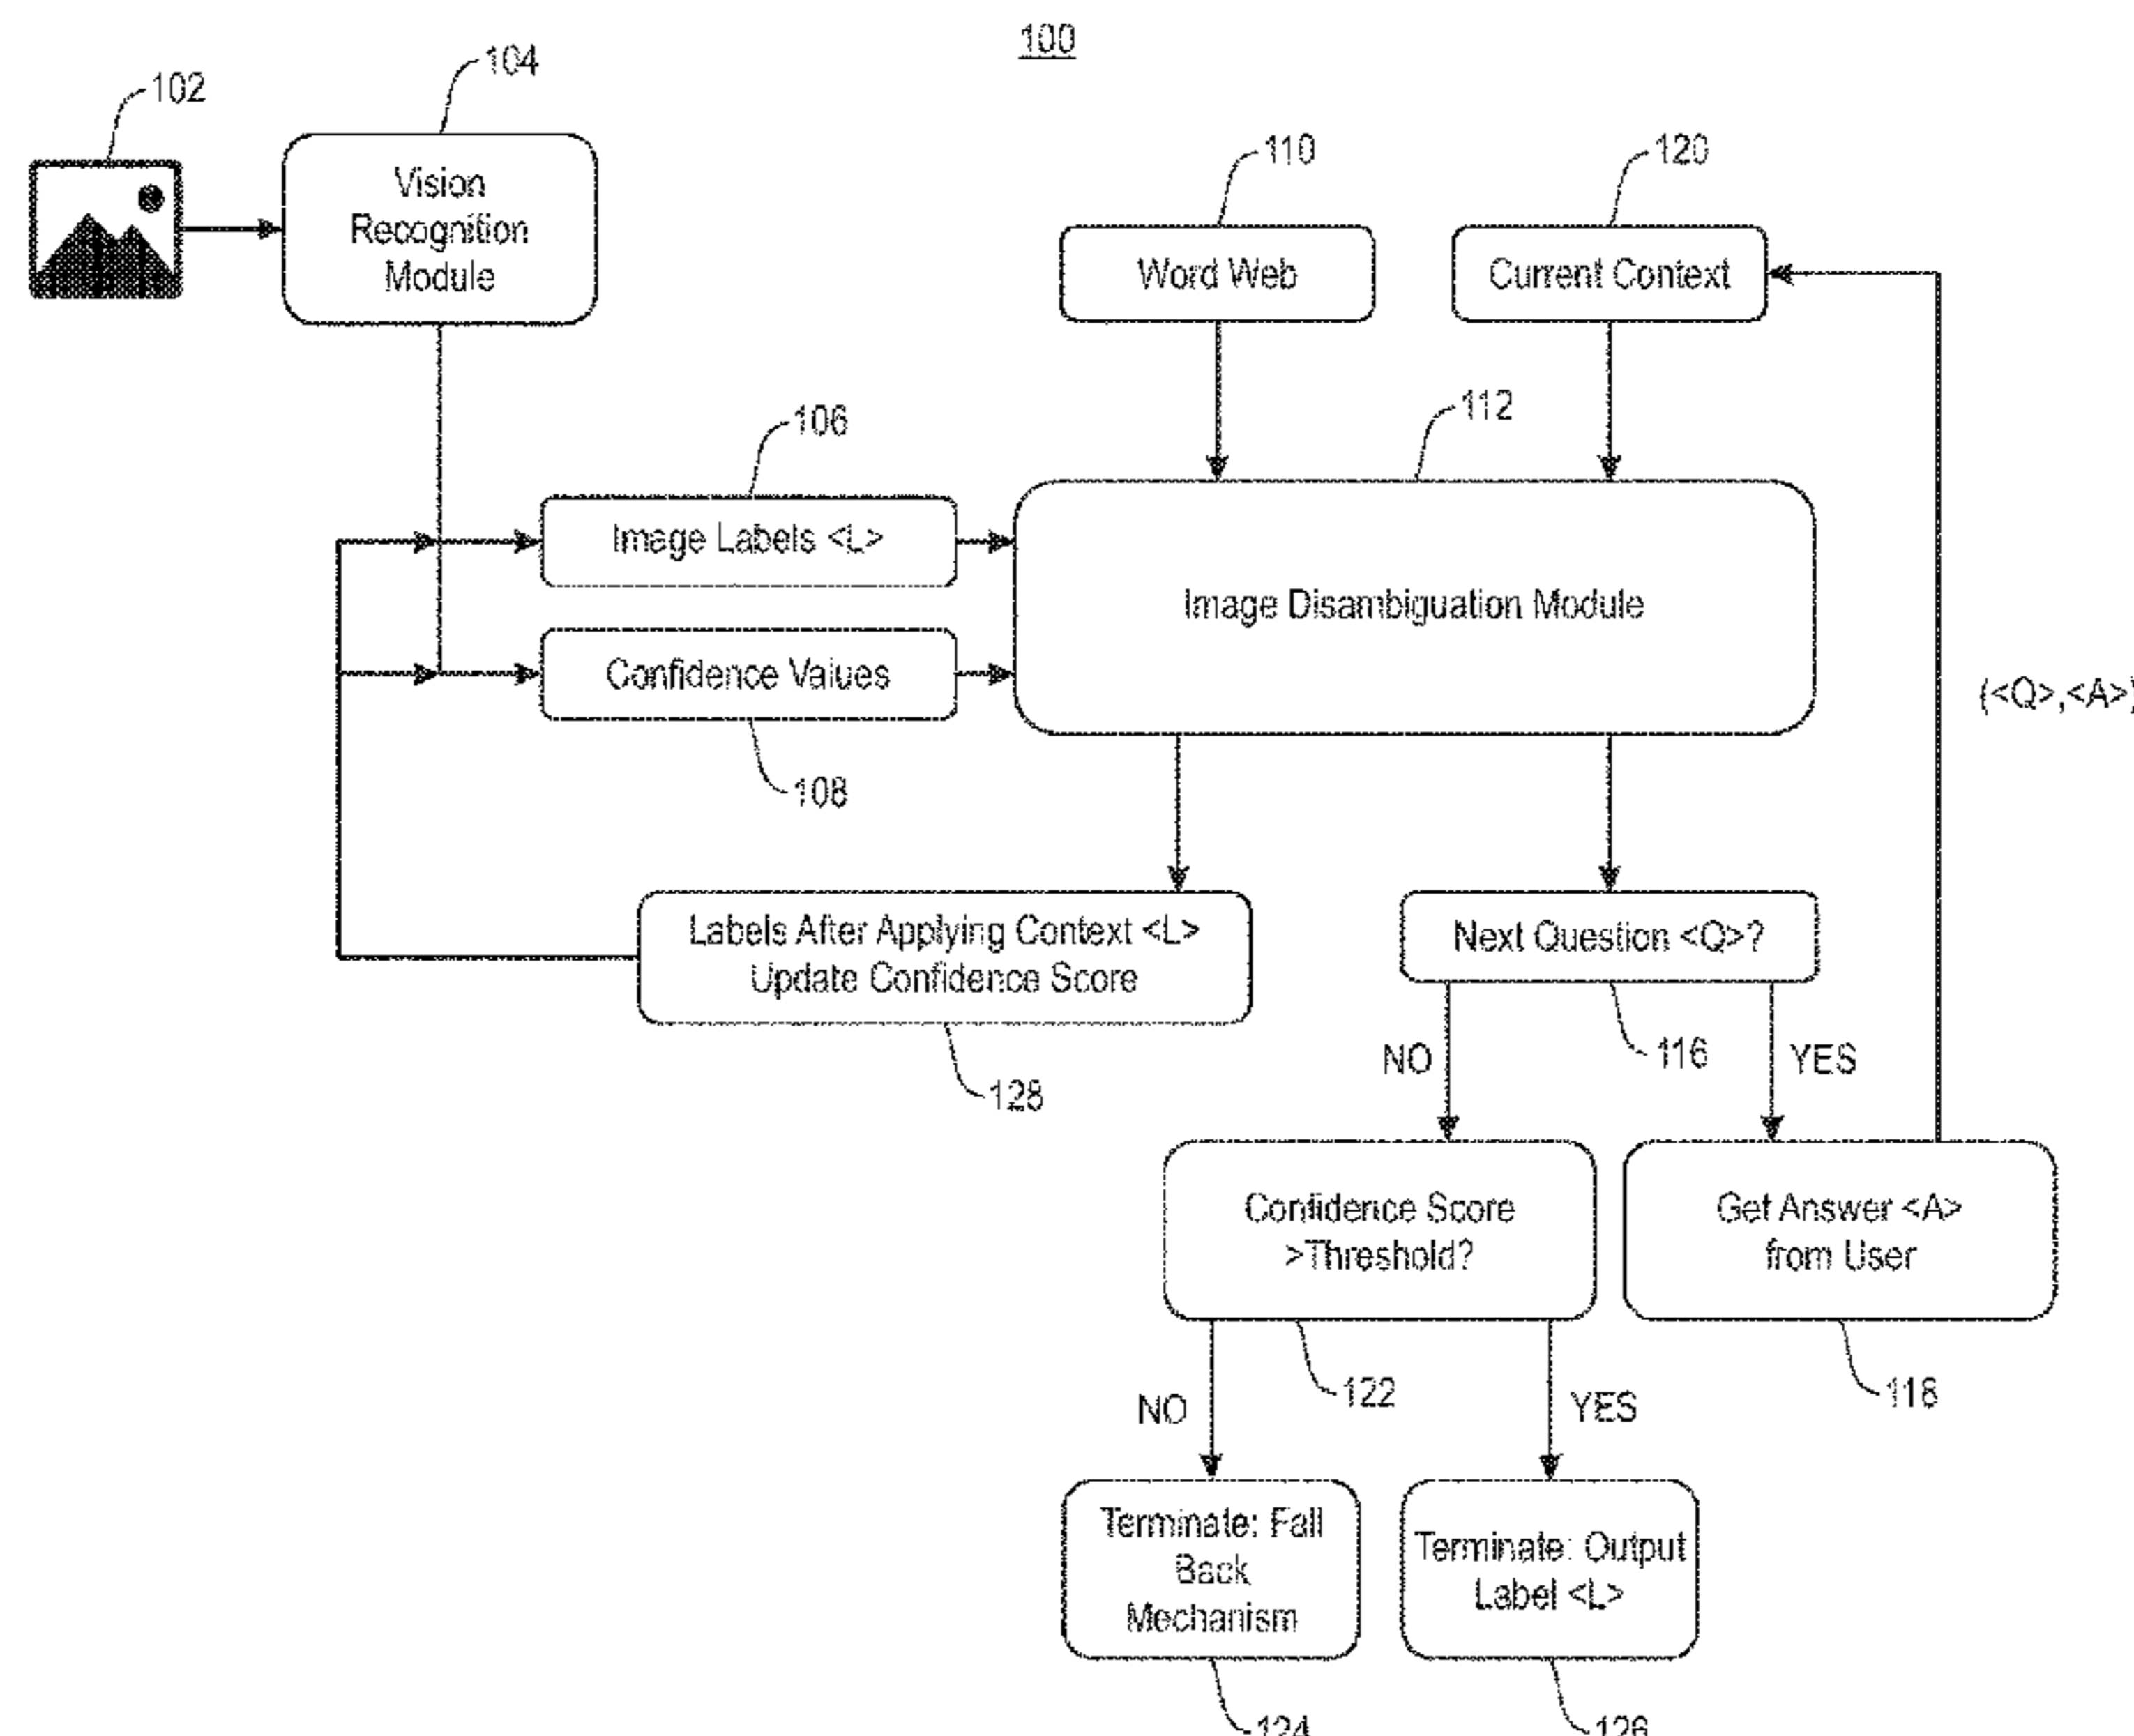 100
102
104
Vision
Recognition
Module
110
Word Web
120
Current Context
106
Image Labels <L>
112
Image Disambiguation Module
Confidence Values
108
(<Q>,<A>)
Labels After Applying Context <L>
Update Confidence Score
128
Next Question <Q>?
116
NO
YES
Confidence Score
>Threshold?
122
Get Answer <A>
from User
118
NO
YES
Terminate: Fall
Back
Mechanism
124
Terminate: Output
Label <L>
126